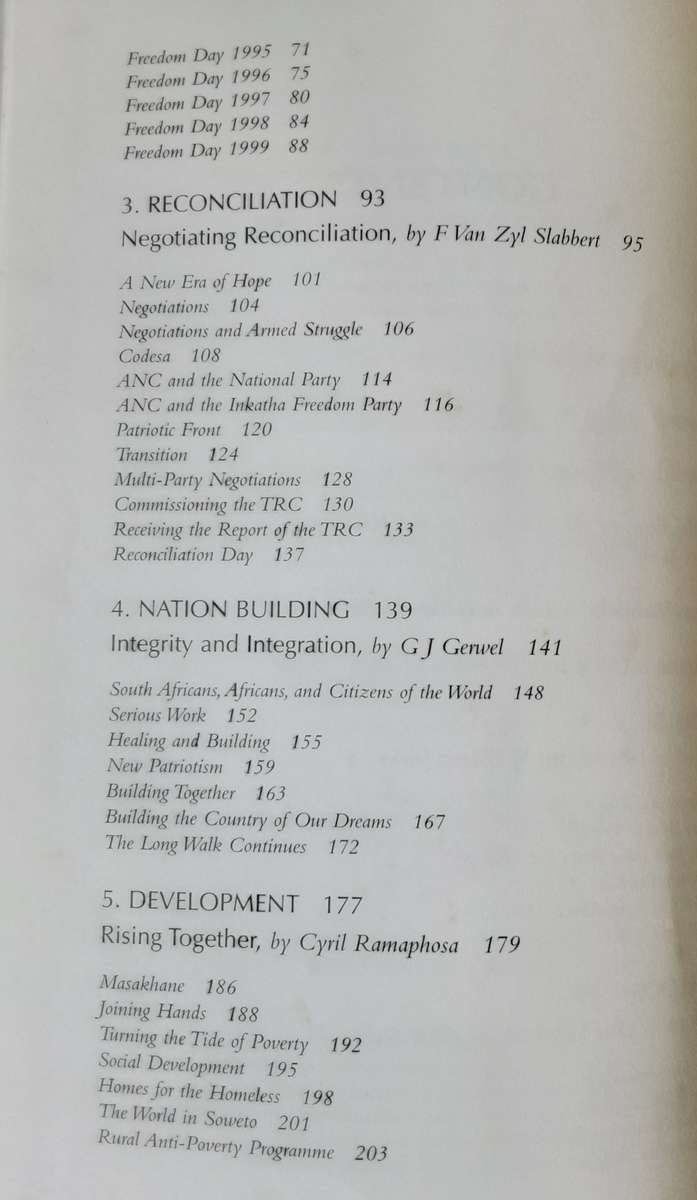 Freedom Day 1995 71
Freedom Day 1996 75
Freedom Day 1997 80
Freedom Day 1998 84
Freedom Day 1999 88
3. RECONCILIATION 93
Negotiating Reconciliation, by F Van Zyl Slabbert 95
A New Era of Hope 101
Negotiations 104
Negotiations and Armed Struggle 106
Codesa 108
ANC and the National Party 114
ANC and the Inkatha Freedom Party 116
Patriotic Front 120
Transition 124
Multi-Party Negotiations 128
Commissioning the TRC 130
Receiving the Report of the TRC 133
Reconciliation Day 137
4. NATION BUILDING 139
Integrity and Integration, by G J Gerwel 141
South Africans, Africans, and Citizens of the World 148
Serious Work 152
Healing and Building 155
New Patriotism 159
Building Together 163
Building the Country of Our Dreams 167
The Long Walk Continues 172
5. DEVELOPMENT 177
Rising Together, by Cyril Ramaphosa 179
Masakhane 186
Joining Hands 188
Turning the Tide of Poverty 192
Social Development 195
Homes for the Homeless 198
The World in Soweto 201
Rural Anti-Poverty Programme 203